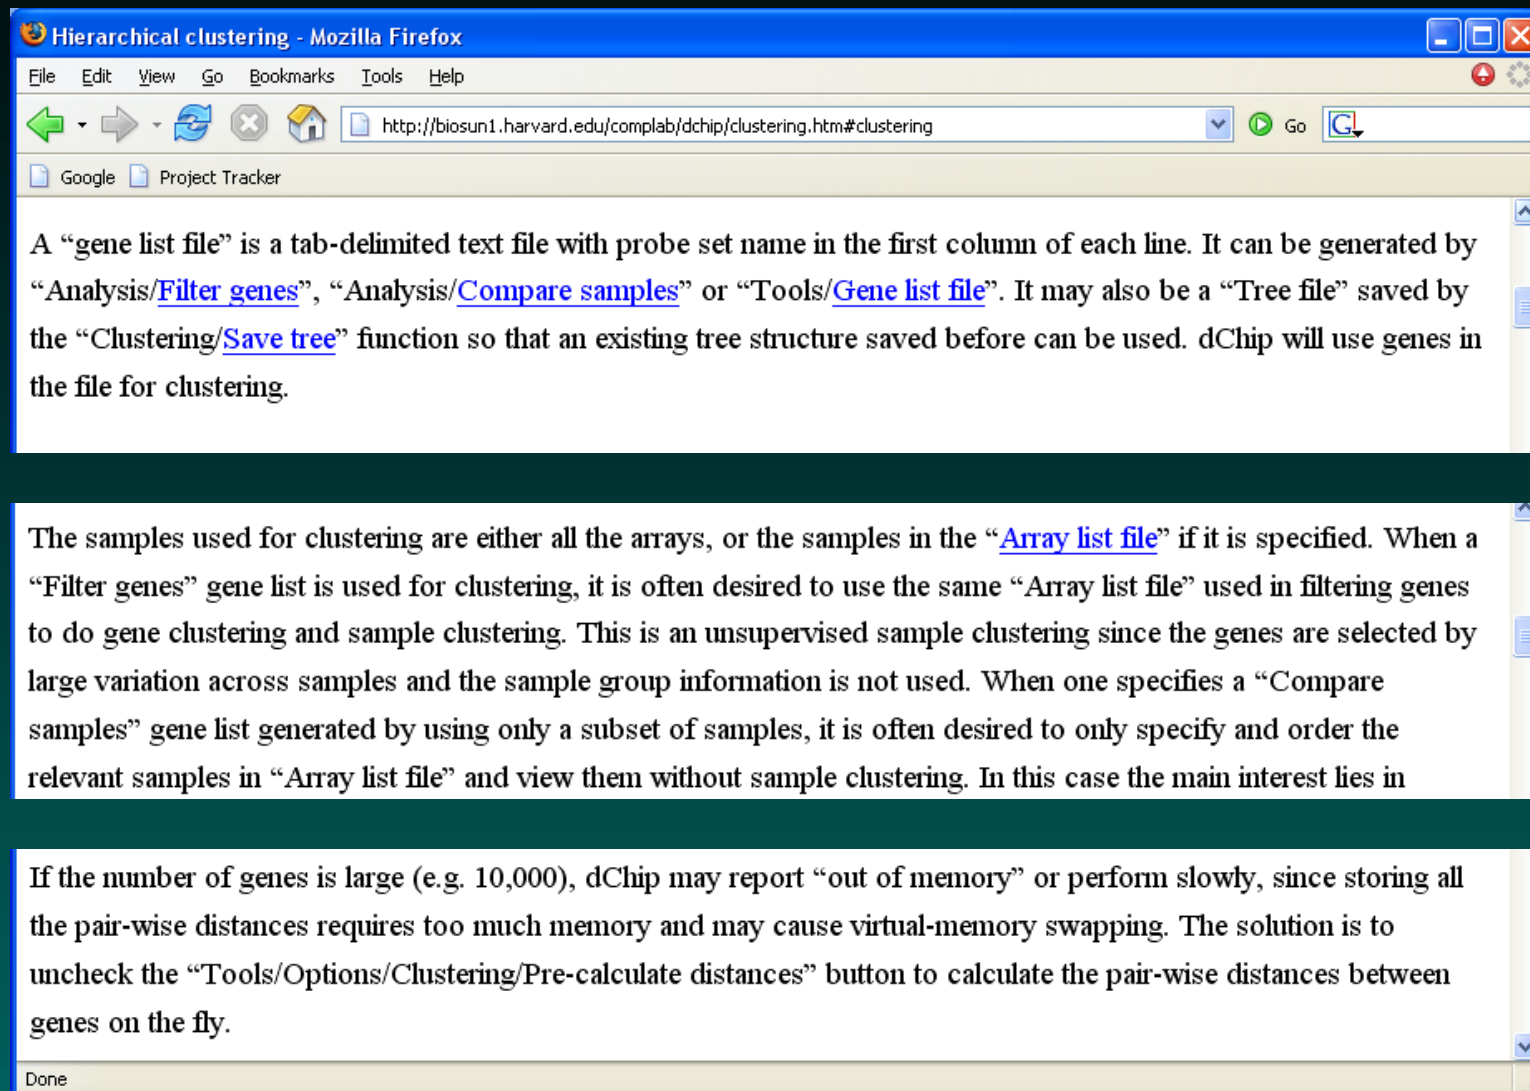 Hierarchical clustering - Mozilla Firefox
File Edit View Go Bookmarks Tools Help
http://biosun1.harvard.edu/complab/dchip/clustering.htm#clustering Go G
Google Project Tracker
A “gene list file” is a tab-delimited text file with probe set name in the first column of each line. It can be generated by
“Analysis/Filter genes”, “Analysis/Compare samples” or “Tools/Gene list file”. It may also be a “Tree file” saved by
the “Clustering/Save tree” function so that an existing tree structure saved before can be used. dChip will use genes in
the file for clustering.
The samples used for clustering are either all the arrays, or the samples in the “Array list file” if it is specified. When a
“Filter genes” gene list is used for clustering, it is often desired to use the same “Array list file” used in filtering genes
to do gene clustering and sample clustering. This is an unsupervised sample clustering since the genes are selected by
large variation across samples and the sample group information is not used. When one specifies a “Compare
samples” gene list generated by using only a subset of samples, it is often desired to only specify and order the
relevant samples in “Array list file” and view them without sample clustering. In this case the main interest lies in
If the number of genes is large (e.g. 10,000), dChip may report “out of memory” or perform slowly, since storing all
the pair-wise distances requires too much memory and may cause virtual-memory swapping. The solution is to
uncheck the “Tools/Options/Clustering/Pre-calculate distances” button to calculate the pair-wise distances between
genes on the fly.
Done